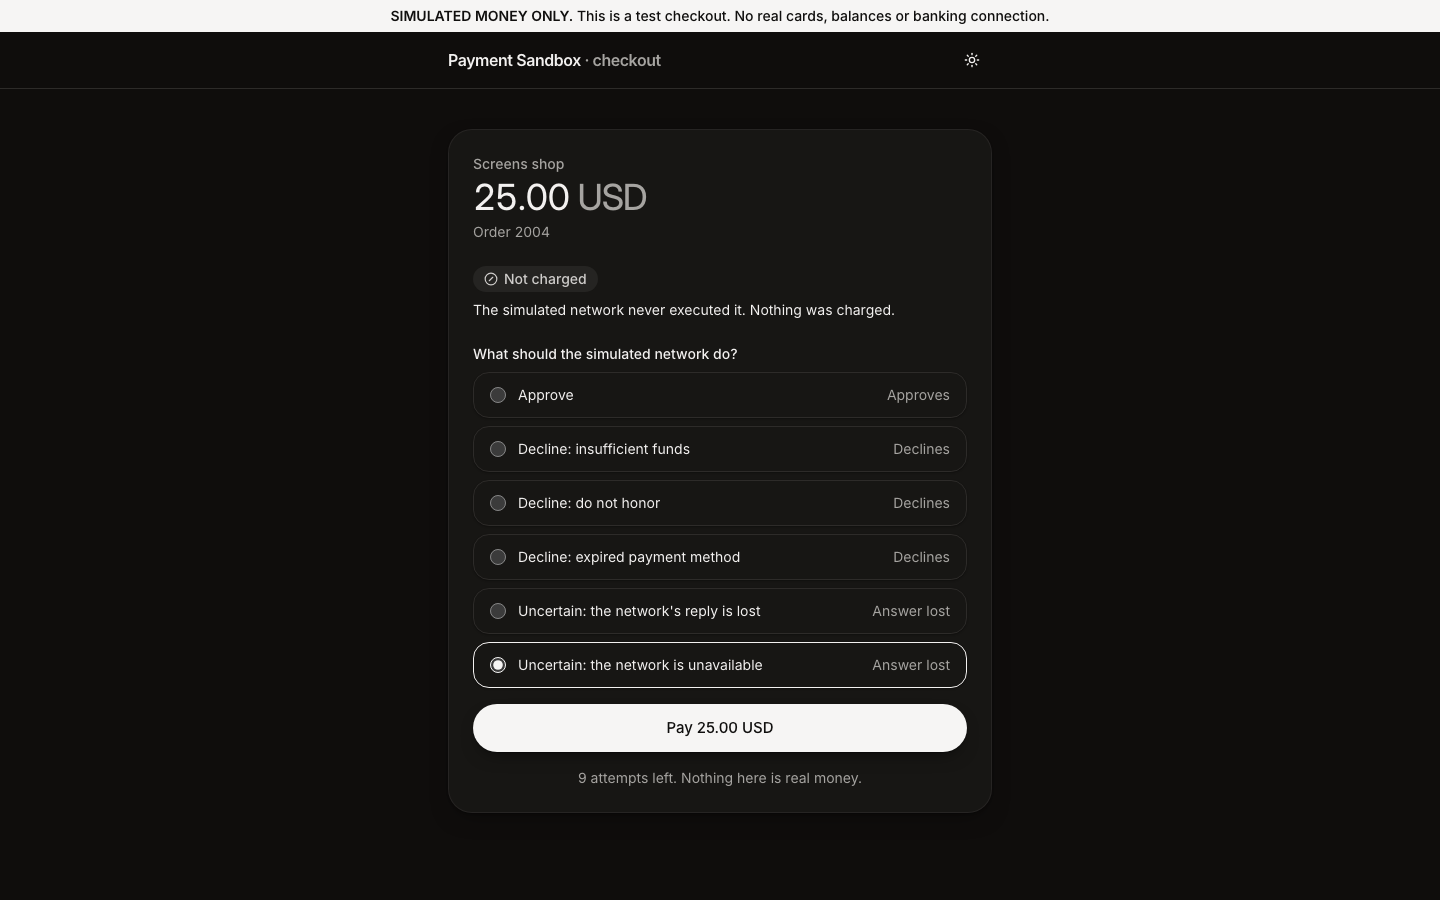 SIMULATED MONEY ONLY. This is a test checkout. No real cards, balances or banking connection.
Payment Sandbox · checkout
Screens shop
25.00 USD
Order 2004
Not charged
The simulated network never executed it. Nothing was charged.
What should the simulated network do?
Approve Approves
Decline: insufficient funds Declines
Decline: do not honor Declines
Decline: expired payment method Declines
Uncertain: the network's reply is lost Answer lost
Uncertain: the network is unavailable Answer lost
Pay 25.00 USD
9 attempts left. Nothing here is real money.